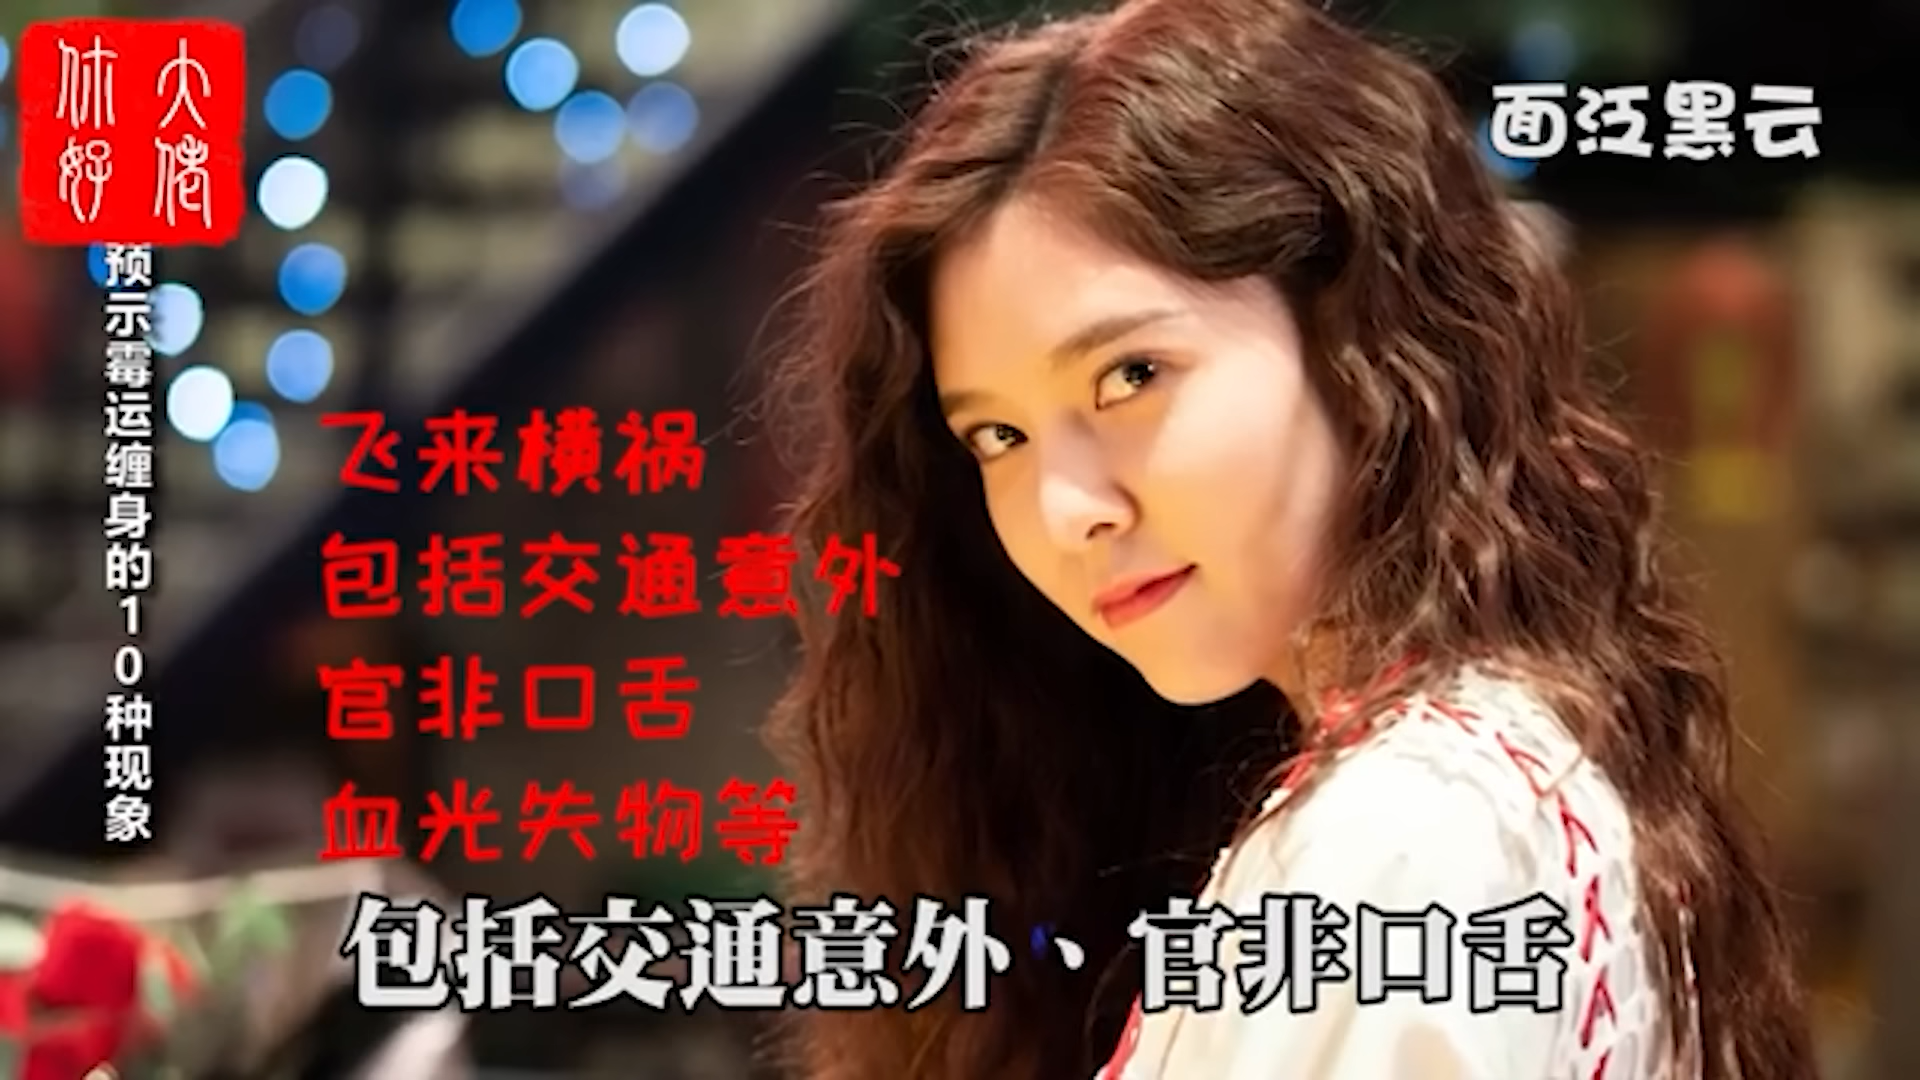 大佬
你好
面泛黑云
预示霉运缠身的10种现象
飞来横祸
包括交通意外
官非口舌
血光失物等
包括交通意外、官非口舌